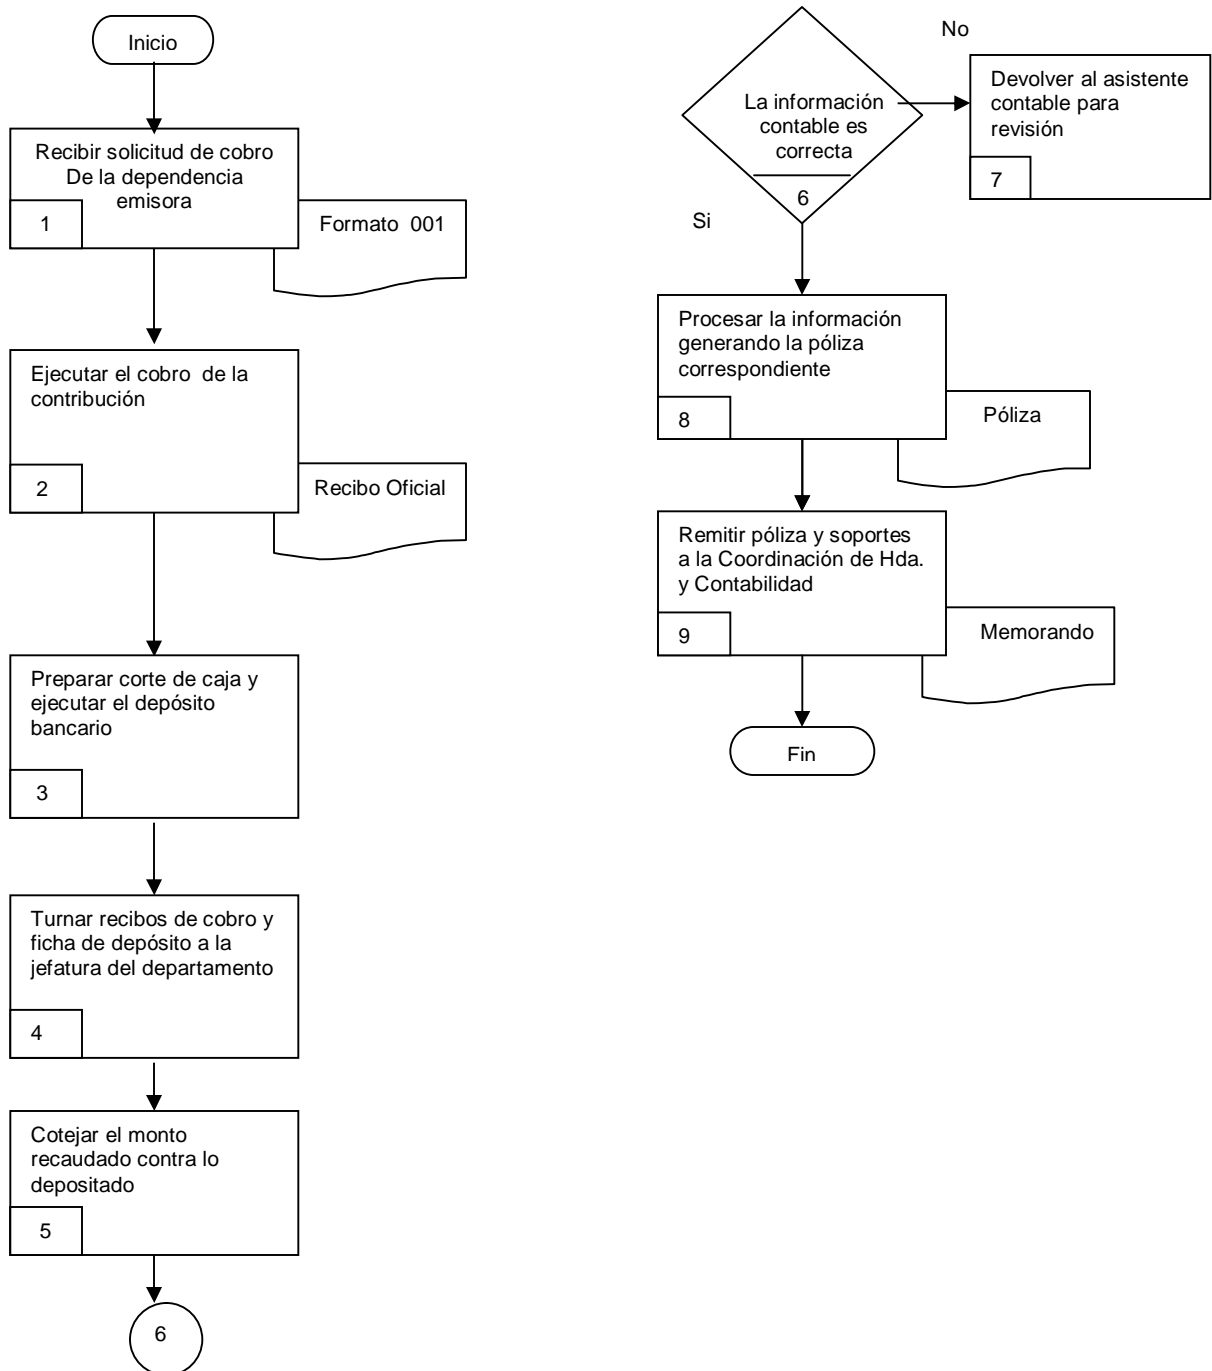 Inicio
Recibir solicitud de cobro
De la dependencia
emisora
1
Formato 001
Ejecutar el cobro de la
contribución
2
Recibo Oficial
Preparar corte de caja y
ejecutar el depósito
bancario
3
Turnar recibos de cobro y
ficha de depósito a la
jefatura del departamento
4
Cotejar el monto
recaudado contra lo
depositado
5
6
La información
contable es
correcta
6
No
Devolver al asistente
contable para
revisión
7
Si
Procesar la información
generando la póliza
correspondiente
8
Póliza
Remitir póliza y soportes
a la Coordinación de Hda.
y Contabilidad
9
Memorando
Fin